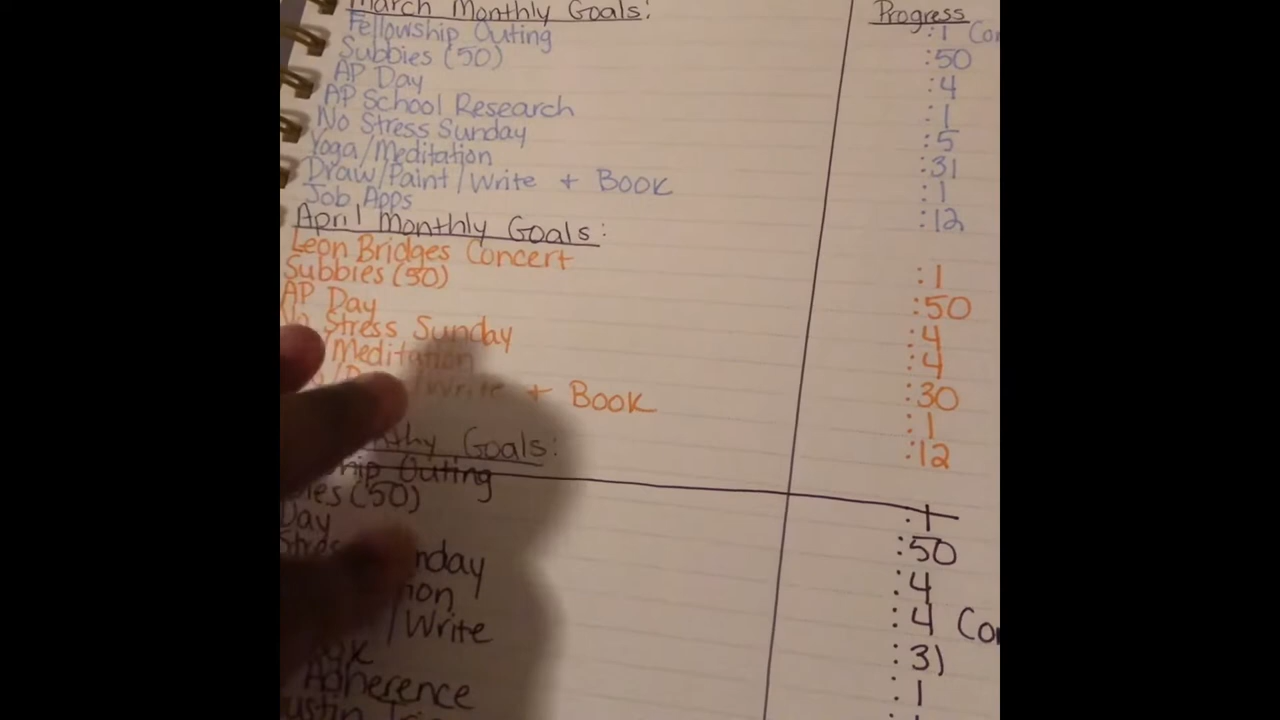 March Monthly Goals:
Progress
Fellowship Outing :1
Subbies (50) :50
AP Day :4
AP School Research :1
No Stress Sunday :5
Yoga/Meditation :31
Draw/Paint/Write + Book :1
Job Apps :12
April Monthly Goals:
Leon Bridges Concert :1
Subbies (50) :50
AP Day :4
No Stress Sunday :4
/Meditation :30
/Write + Book :1
:12
Goals:
Outing :1
(50) :50
Day :4
:4
:31
/Write :1
Adherence